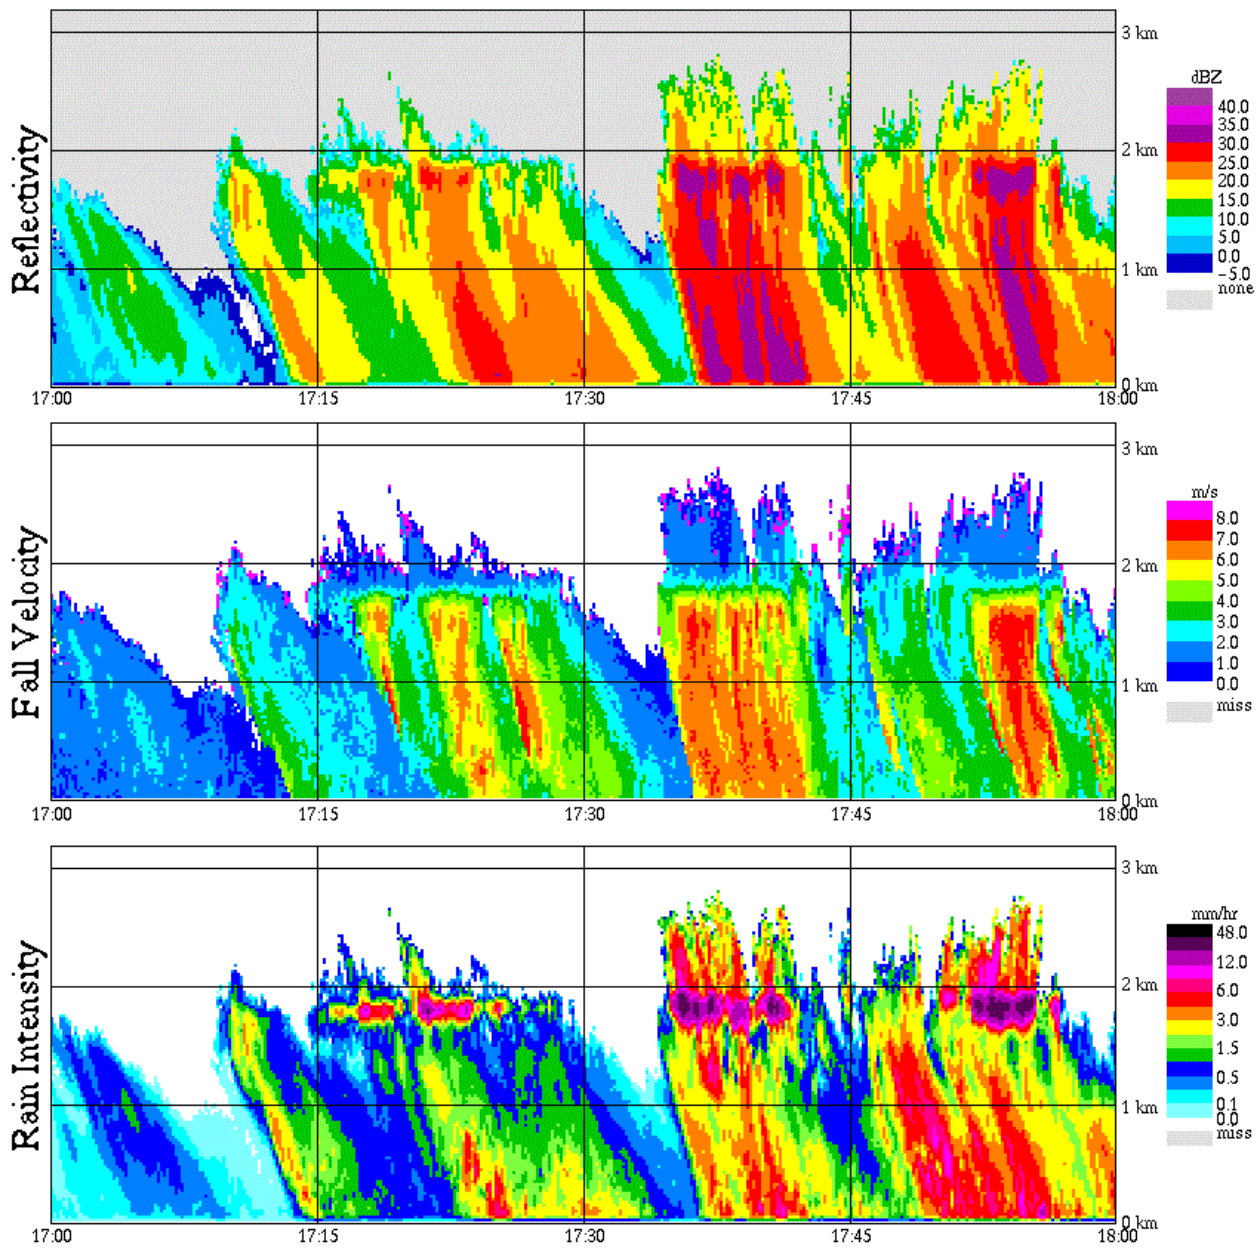 Reflectivity
3 km
2 km
1 km
0 km
17:00
17:15
17:30
17:45
18:00
dBZ
40.0
35.0
30.0
25.0
20.0
15.0
10.0
5.0
0.0
-5.0
none
Fall Velocity
3 km
2 km
1 km
0 km
17:00
17:15
17:30
17:45
18:00
m/s
8.0
7.0
6.0
5.0
4.0
3.0
2.0
1.0
0.0
miss
Rain Intensity
3 km
2 km
1 km
0 km
17:00
17:15
17:30
17:45
18:00
mm/hr
48.0
12.0
6.0
3.0
1.5
0.5
0.1
0.0
miss